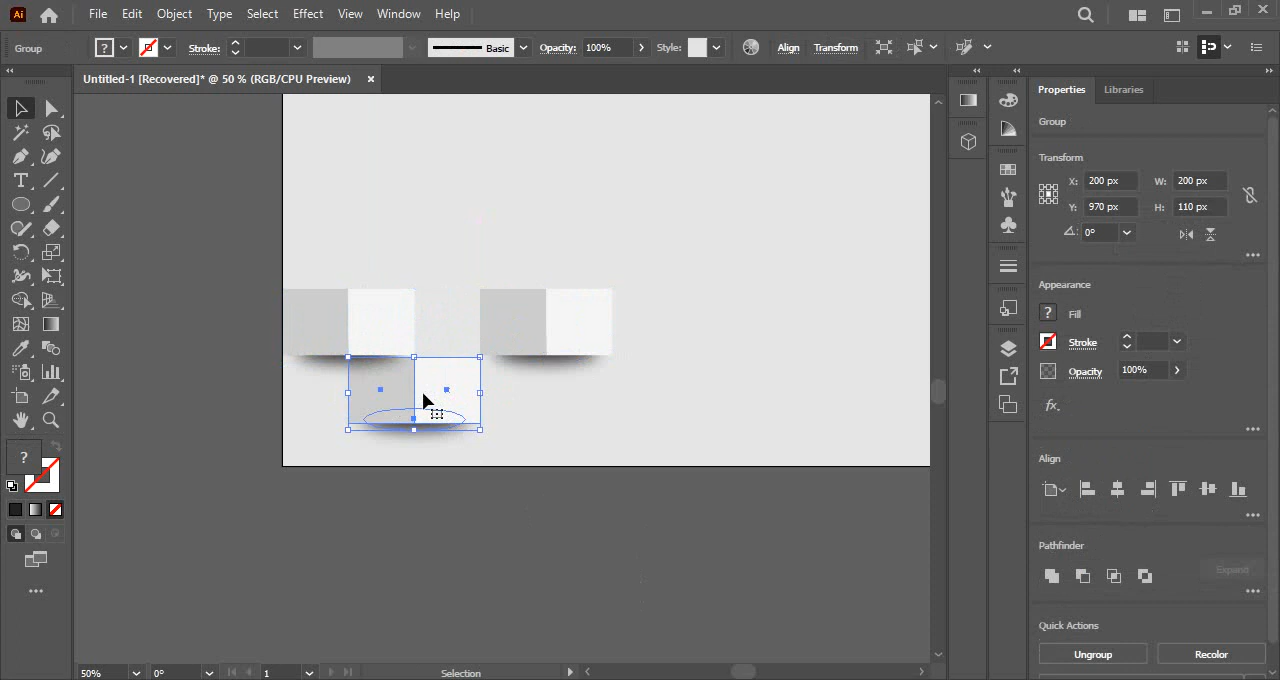 Ai File Edit Object Type Select Effect View Window Help
Group ? Stroke: Basic Opacity: 100% Style: Align Transform
Untitled-1 [Recovered]* @ 50 % (RGB/CPU Preview) ×
Properties Libraries
Group
Transform
X: 200 px W: 200 px
Y: 970 px H: 110 px
0°
Appearance
? Fill
Stroke
Opacity 100%
fx.
Align
Pathfinder
Expand
Quick Actions
Ungroup Recolor
T
?
50% 0° 1 Selection